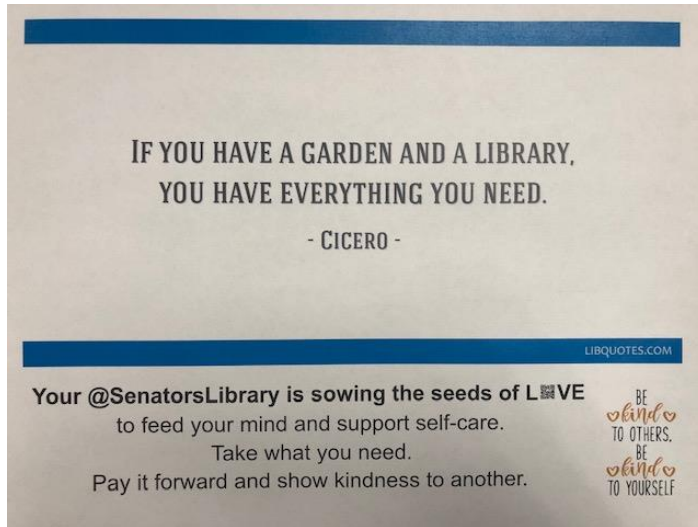 IF YOU HAVE A GARDEN AND A LIBRARY,
YOU HAVE EVERYTHING YOU NEED.
- CICERO -
LIBQUOTES.COM
Your @SenatorsLibrary is sowing the seeds of L VE
to feed your mind and support self-care.
Take what you need.
Pay it forward and show kindness to another.
BE
kind
TO OTHERS,
BE
kind
TO YOURSELF